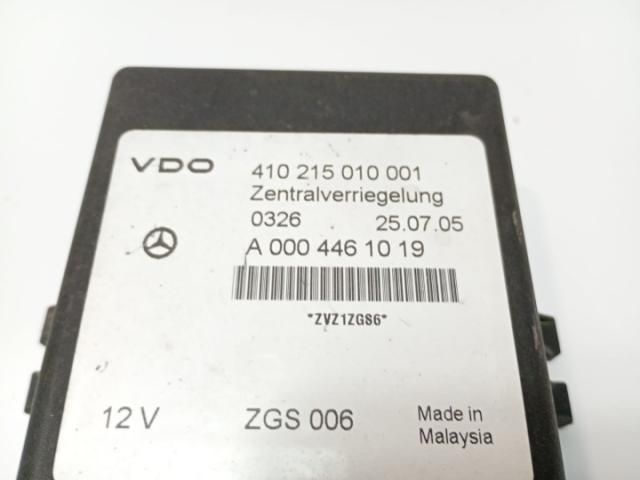 VDO 410 215 010 001
Zentralverriegelung
0326 25.07.05
A 000 446 10 19
*ZVZ1ZGS6*
12 V ZGS 006 Made in
Malaysia